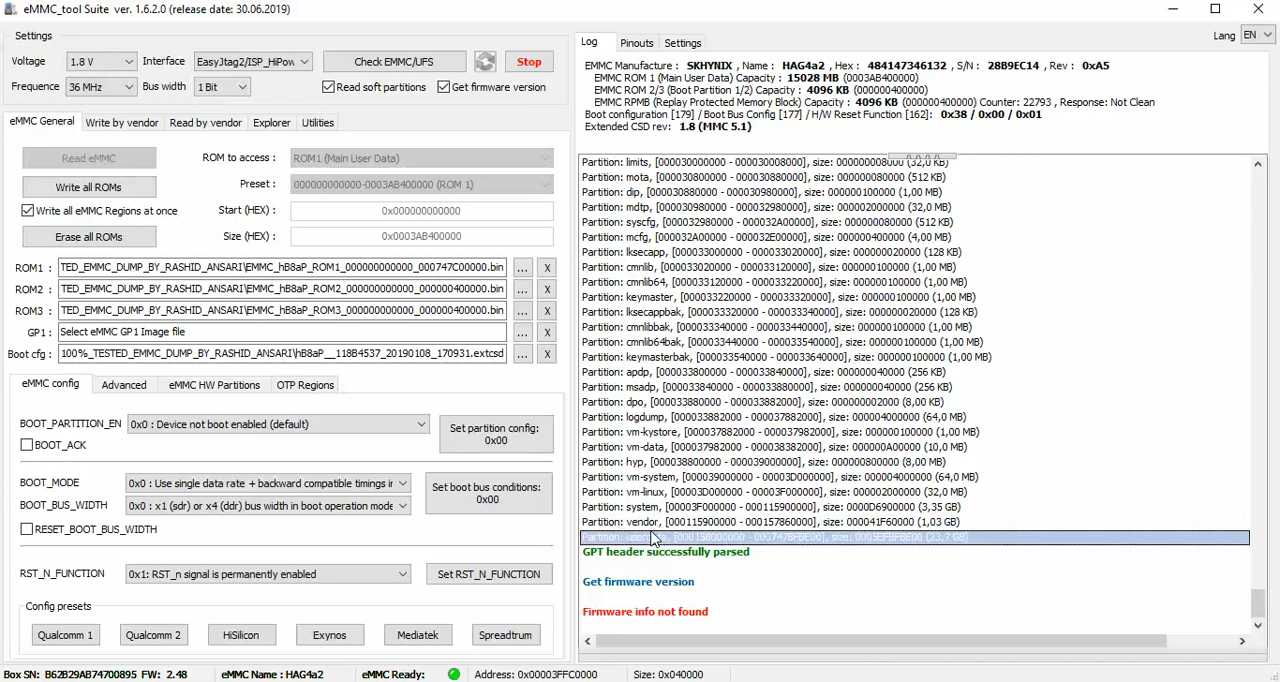 eMMC_tool Suite ver. 1.6.2.0 (release date: 30.06.2019)
Settings
Voltage 1.8 V Interface EasyJtag2/ISP_HiPow Check EMMC/UFS Stop
Frequence 36 MHz Bus width 1 Bit Read soft partitions Get firmware version
eMMC General Write by vendor Read by vendor Explorer Utilities
Read eMMC ROM to access : ROM1 (Main User Data)
Write all ROMs Preset : 000000000000-0003AB400000 (ROM 1)
Write all eMMC Regions at once Start (HEX) : 0x000000000000
Erase all ROMs Size (HEX) : 0x0003AB400000
ROM1 : TED_EMMC_DUMP_BY_RASHID_ANSARI\EMMC_hB8aP_ROM1_000000000000_000747C00000.bin ... X
ROM2 : TED_EMMC_DUMP_BY_RASHID_ANSARI\EMMC_hB8aP_ROM2_000000000000_000000400000.bin ... X
ROM3 : TED_EMMC_DUMP_BY_RASHID_ANSARI\EMMC_hB8aP_ROM3_000000000000_000000400000.bin ... X
GP1 : Select eMMC GP1 Image file ... X
Boot cfg : 100%_TESTED_EMMC_DUMP_BY_RASHID_ANSARI\hB8aP__118B4537_20190108_170931.extcsd ... X
eMMC config Advanced eMMC HW Partitions OTP Regions
BOOT_PARTITION_EN 0x0 : Device not boot enabled (default) Set partition config: 0x00
BOOT_ACK
BOOT_MODE 0x0 : Use single data rate + backward compatible timings in Set boot bus conditions: 0x00
BOOT_BUS_WIDTH 0x0 : x1 (sdr) or x4 (ddr) bus width in boot operation mode
RESET_BOOT_BUS_WIDTH
RST_N_FUNCTION 0x1: RST_n signal is permanently enabled Set RST_N_FUNCTION
Config presets
Qualcomm 1 Qualcomm 2 HiSilicon Exynos Mediatek Spreadtrum
Log Pinouts Settings Lang EN
EMMC Manufacture : SKHYNIX , Name : HAG4a2 , Hex : 484147346132 , S/N : 28B9EC14 , Rev : 0xA5
EMMC ROM 1 (Main User Data) Capacity : 15028 MB (0003AB400000)
EMMC ROM 2/3 (Boot Partition 1/2) Capacity : 4096 KB (000000400000)
EMMC RPMB (Replay Protected Memory Block) Capacity : 4096 KB (000000400000) Counter: 22793 , Response: Not Clean
Boot configuration [179] / Boot Bus Config [177] / H/W Reset Function [162]: 0x38 / 0x00 / 0x01
Extended CSD rev: 1.8 (MMC 5.1)
Partition: limits, [000030000000 - 000030008000], size: 000000008000 (32,0 KB)
Partition: mota, [000030800000 - 000030880000], size: 000000080000 (512 KB)
Partition: dip, [000030880000 - 000030980000], size: 000000100000 (1,00 MB)
Partition: mdtp, [000030980000 - 000032980000], size: 000002000000 (32,0 MB)
Partition: syscfg, [000032980000 - 000032A00000], size: 000000080000 (512 KB)
Partition: mcfg, [000032A00000 - 000032E00000], size: 000000400000 (4,00 MB)
Partition: lksecapp, [000033000000 - 000033020000], size: 000000020000 (128 KB)
Partition: cmnlib, [000033020000 - 000033120000], size: 000000100000 (1,00 MB)
Partition: cmnlib64, [000033120000 - 000033220000], size: 000000100000 (1,00 MB)
Partition: keymaster, [000033220000 - 000033320000], size: 000000100000 (1,00 MB)
Partition: lksecappbak, [000033320000 - 000033340000], size: 000000020000 (128 KB)
Partition: cmnlibbak, [000033340000 - 000033440000], size: 000000100000 (1,00 MB)
Partition: cmnlib64bak, [000033440000 - 000033540000], size: 000000100000 (1,00 MB)
Partition: keymasterbak, [000033540000 - 000033640000], size: 000000100000 (1,00 MB)
Partition: apdp, [000033800000 - 000033840000], size: 000000040000 (256 KB)
Partition: msadp, [000033840000 - 000033880000], size: 000000040000 (256 KB)
Partition: dpo, [000033880000 - 000033882000], size: 000000002000 (8,00 KB)
Partition: logdump, [000033882000 - 000037882000], size: 000004000000 (64,0 MB)
Partition: vm-kystore, [000037882000 - 000037982000], size: 000000100000 (1,00 MB)
Partition: vm-data, [000037982000 - 000038382000], size: 000000A00000 (10,0 MB)
Partition: hyp, [000038800000 - 000039000000], size: 000000800000 (8,00 MB)
Partition: vm-system, [000039000000 - 00003D000000], size: 000004000000 (64,0 MB)
Partition: vm-linux, [00003D000000 - 00003F000000], size: 000002000000 (32,0 MB)
Partition: system, [00003F000000 - 000115900000], size: 0000D6900000 (3,35 GB)
Partition: vendor, [000115900000 - 000157860000], size: 000041F60000 (1,03 GB)
Partition: [000158000000 - 000747BFBE00], size: 0005EFBFBE00 (23,7 GB)
GPT header successfully parsed
Get firmware version
Firmware info not found
Box SN: B62B29AB74700895 FW: 2.48 eMMC Name : HAG4a2 eMMC Ready: Address: 0x00003FFC0000 Size: 0x040000